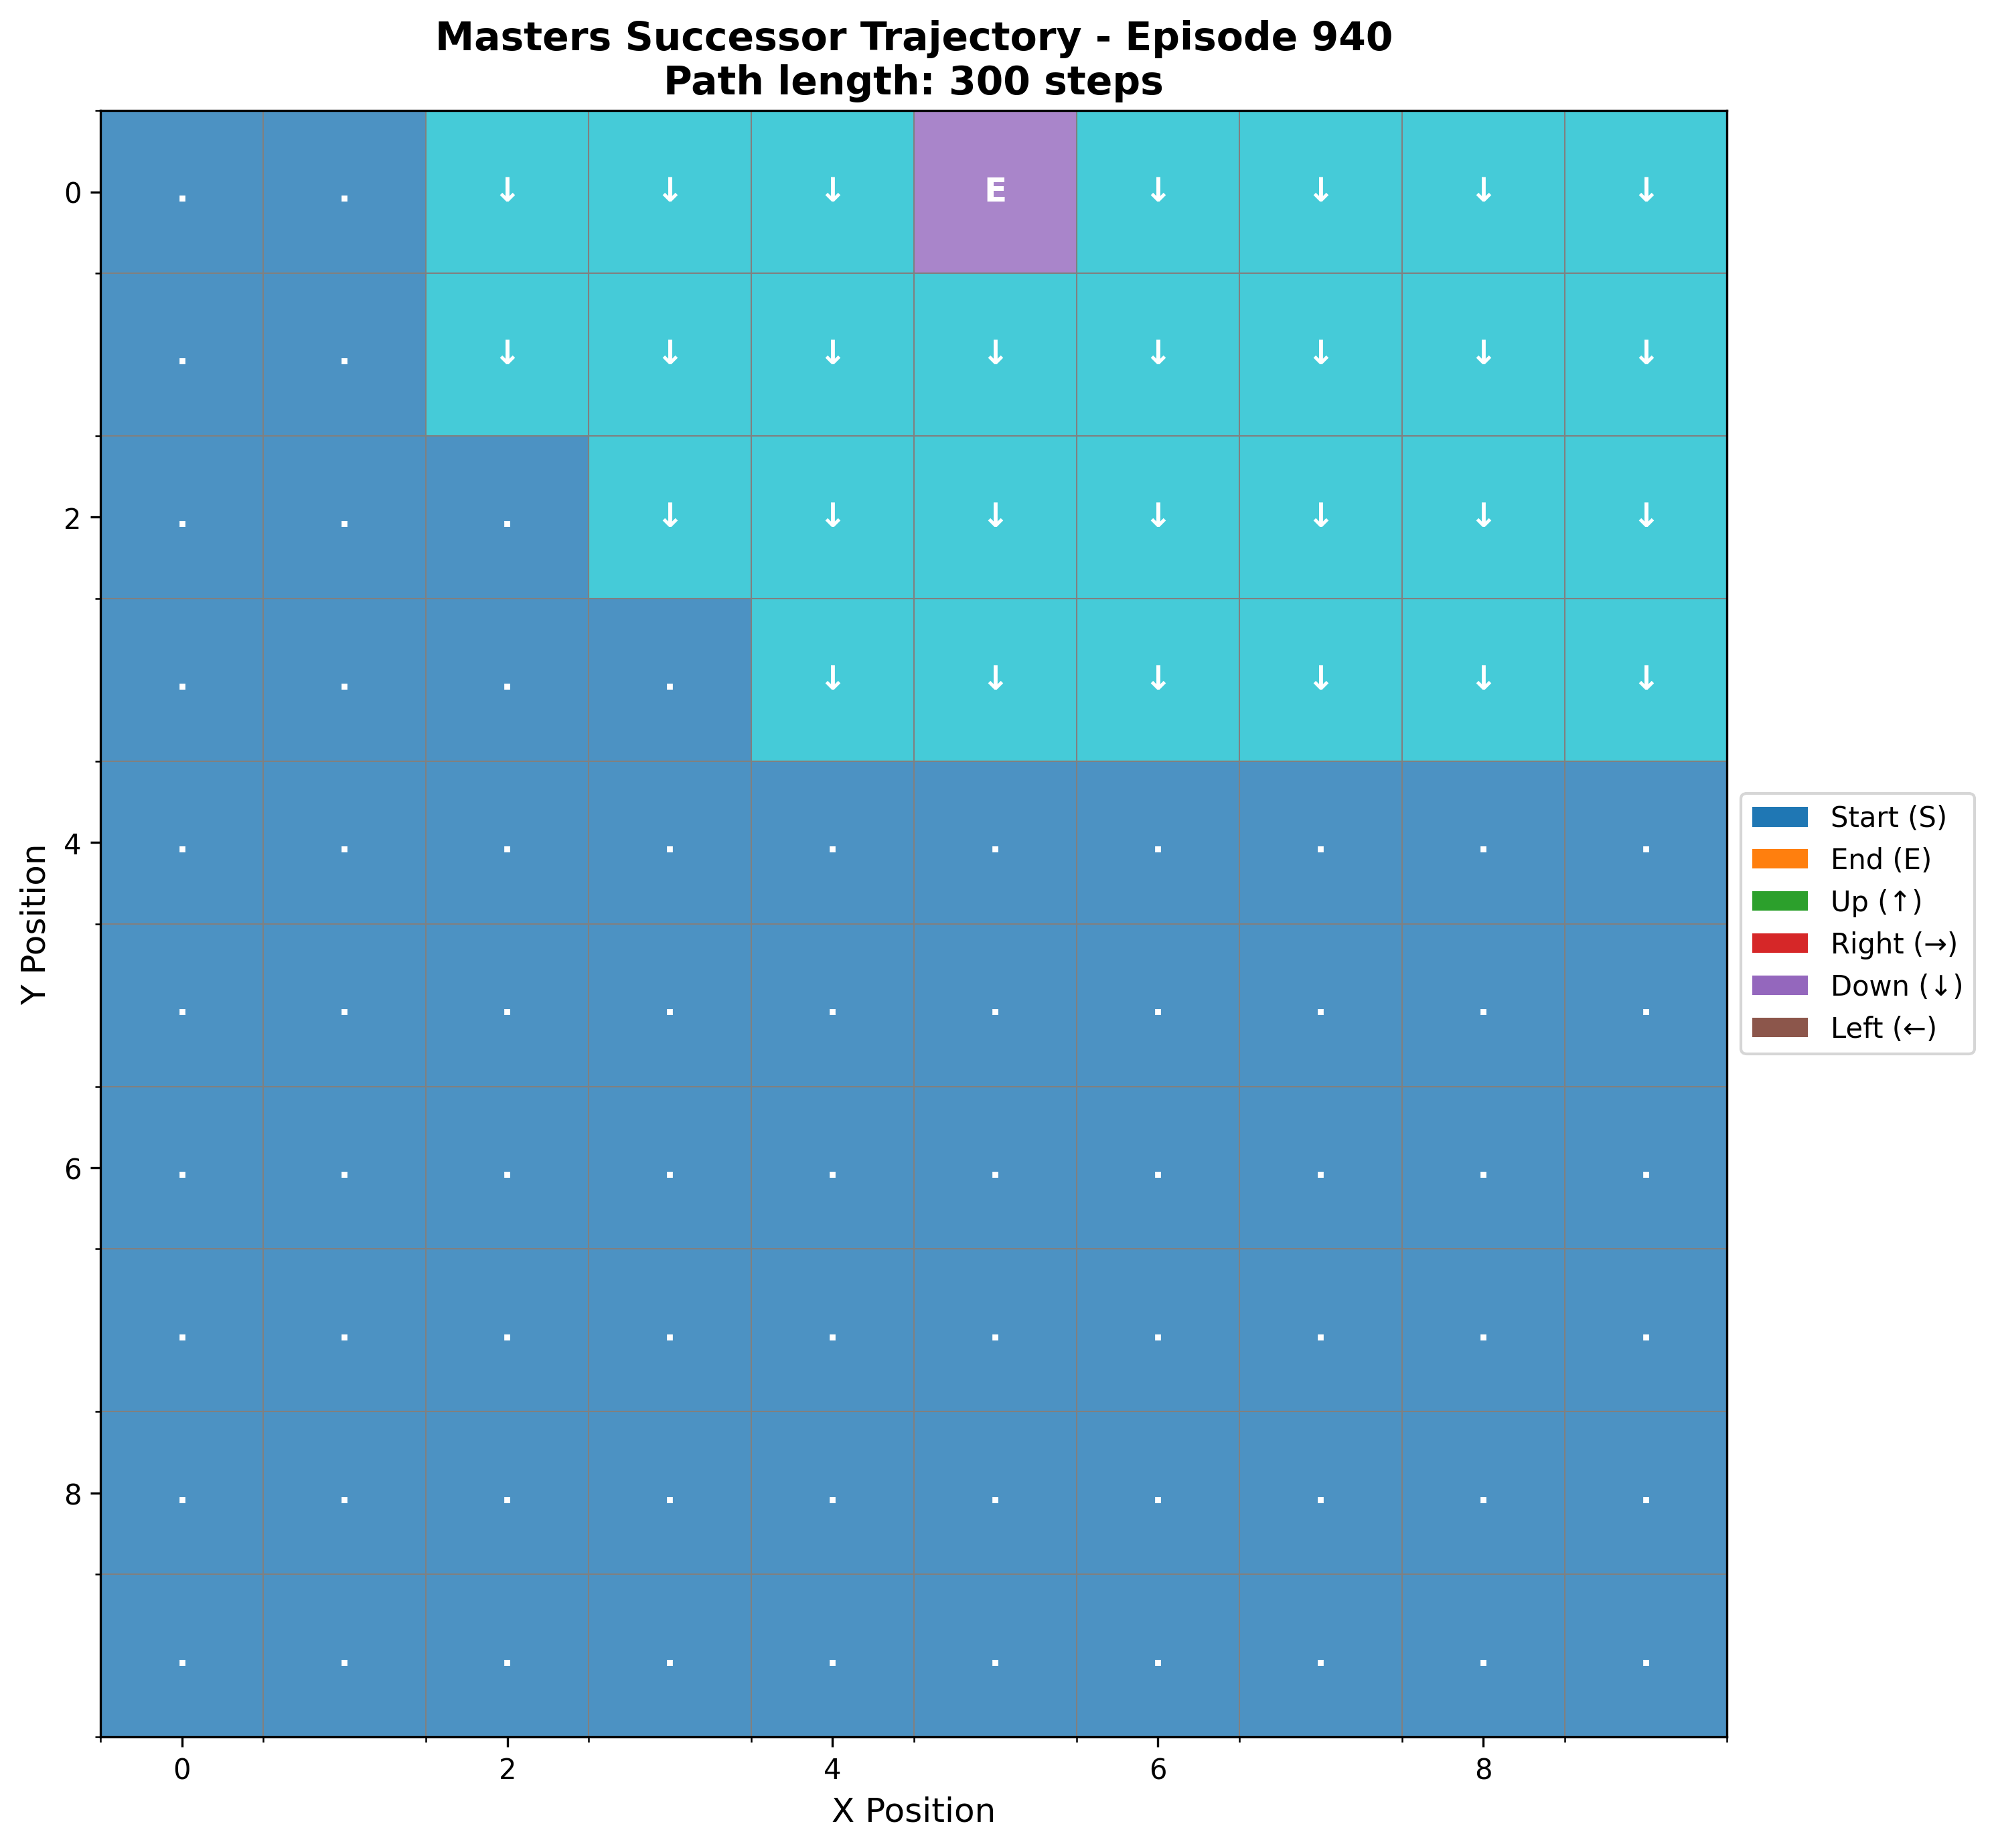 Masters Successor Trajectory - Episode 940
Path length: 300 steps
0 . . ↓ ↓ ↓ E ↓ ↓ ↓ ↓
. . ↓ ↓ ↓ ↓ ↓ ↓ ↓ ↓
2 . . . ↓ ↓ ↓ ↓ ↓ ↓ ↓
. . . . ↓ ↓ ↓ ↓ ↓ ↓
4 . . . . . . . . . .
. . . . . . . . . .
6 . . . . . . . . . .
. . . . . . . . . .
8 . . . . . . . . . .
. . . . . . . . . .
0 2 4 6 8
X Position
Y Position
Start (S)
End (E)
Up (↑)
Right (→)
Down (↓)
Left (←)